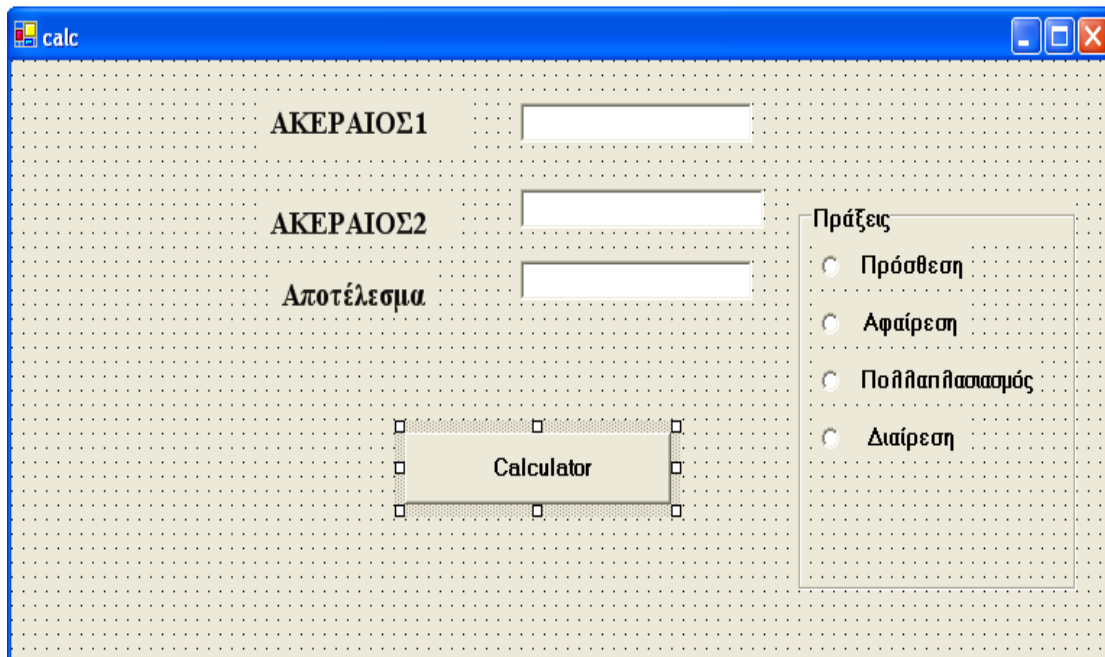 calc
ΑΚΕΡΑΙΟΣ1
ΑΚΕΡΑΙΟΣ2
Αποτέλεσμα
Πράξεις
Πρόσθεση
Αφαίρεση
Πολλαπλασιασμός
Διαίρεση
Calculator